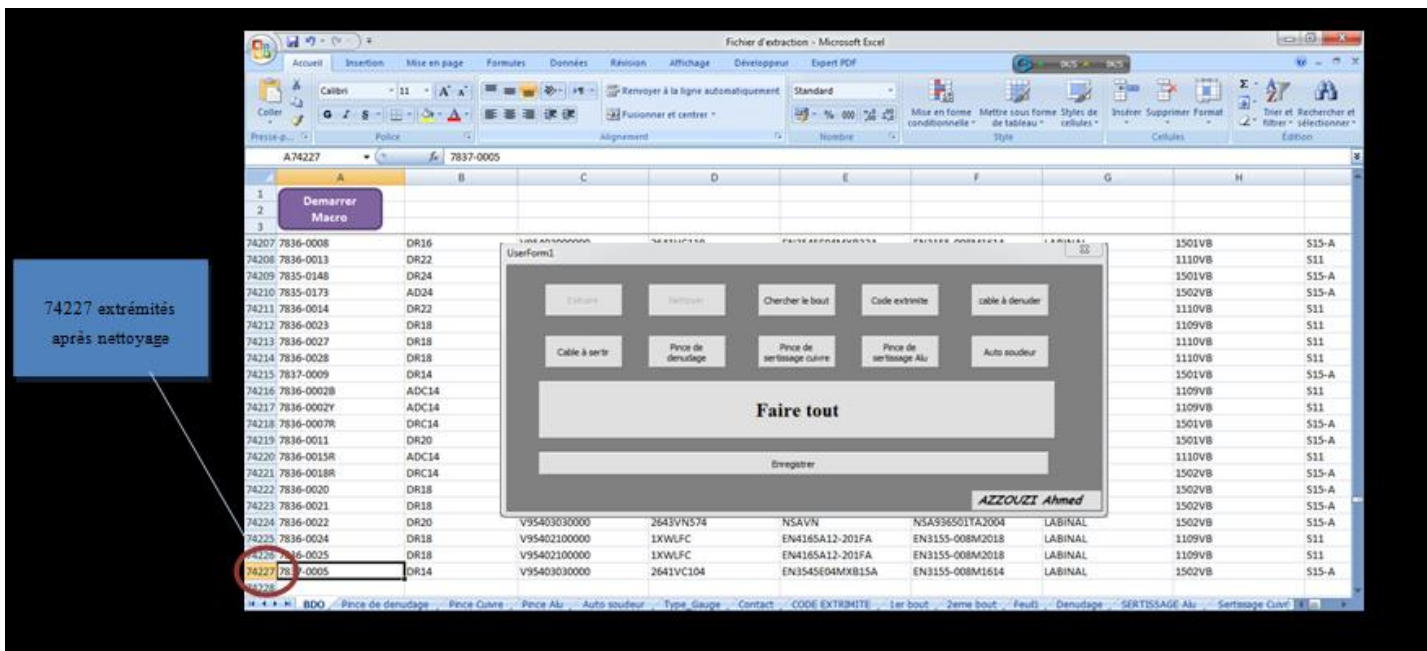 Fichier d'extraction - Microsoft Excel
Accueil Insertion Mise en page Formules Données Révision Affichage Développeur Expert PDF
Calibri 11 Renvoyer à la ligne automatiquement Standard
Coller G I S Fusionner et centrer % 000 Mise en forme conditionnelle Mettre sous forme de tableau Styles de cellules Insérer Supprimer Format Trier et filtrer Rechercher et sélectionner
Presse-p... Police Alignement Nombre Style Cellules Édition
A74227 fx 7837-0005
A B C D E F G H
1
2
3
Demarrer
Macro
74207 7836-0008 DR16 1501VB S15-A
74208 7836-0013 DR22 1110VB S11
74209 7835-0148 DR24 1501VB S15-A
74210 7835-0173 AD24 1502VB S15-A
74211 7836-0014 DR22 1110VB S11
74212 7836-0023 DR18 1109VB S11
74213 7836-0027 DR18 1110VB S11
74214 7836-0028 DR18 1110VB S11
74215 7837-0009 DR14 1501VB S15-A
74216 7836-0002B ADC14 1109VB S11
74217 7836-0002Y ADC14 1109VB S11
74218 7836-0007R DRC14 1501VB S15-A
74219 7836-0011 DR20 1501VB S15-A
74220 7836-0015R ADC14 1110VB S11
74221 7836-0018R DRC14 1502VB S15-A
74222 7836-0020 DR18 1502VB S15-A
74223 7836-0021 DR18 1502VB S15-A
74224 7836-0022 DR20 V95403030000 2643VN574 NSAVN NSA936501TA2004 LABINAL 1502VB S15-A
74225 7836-0024 DR18 V95402100000 1XWLFC EN4165A12-201FA EN3155-008M2018 LABINAL 1109VB S11
74226 7836-0025 DR18 V95402100000 1XWLFC EN4165A12-201FA EN3155-008M2018 LABINAL 1109VB S11
74227 7837-0005 DR14 V95403030000 2641VC104 EN3545E04MXB15A EN3155-008M1614 LABINAL 1502VB S15-A
74228
UserForm1
Extraire Nettoyer Chercher le bout Code extrimite cable à denuder
Cable à sertir Pince de denudage Pince de sertissage cuivre Pince de sertissage Alu Auto soudeur
Faire tout
Enregistrer
AZZOUZI Ahmed
BDO Pince de denudage Pince Cuivre Pince Alu Auto soudeur Type_Gauge Contact CODE EXTRIMITE 1er bout 2eme bout Feuil1 Denudage SERTISSAGE Alu Sertissage Cuivr
74227 extrémités
après nettoyage